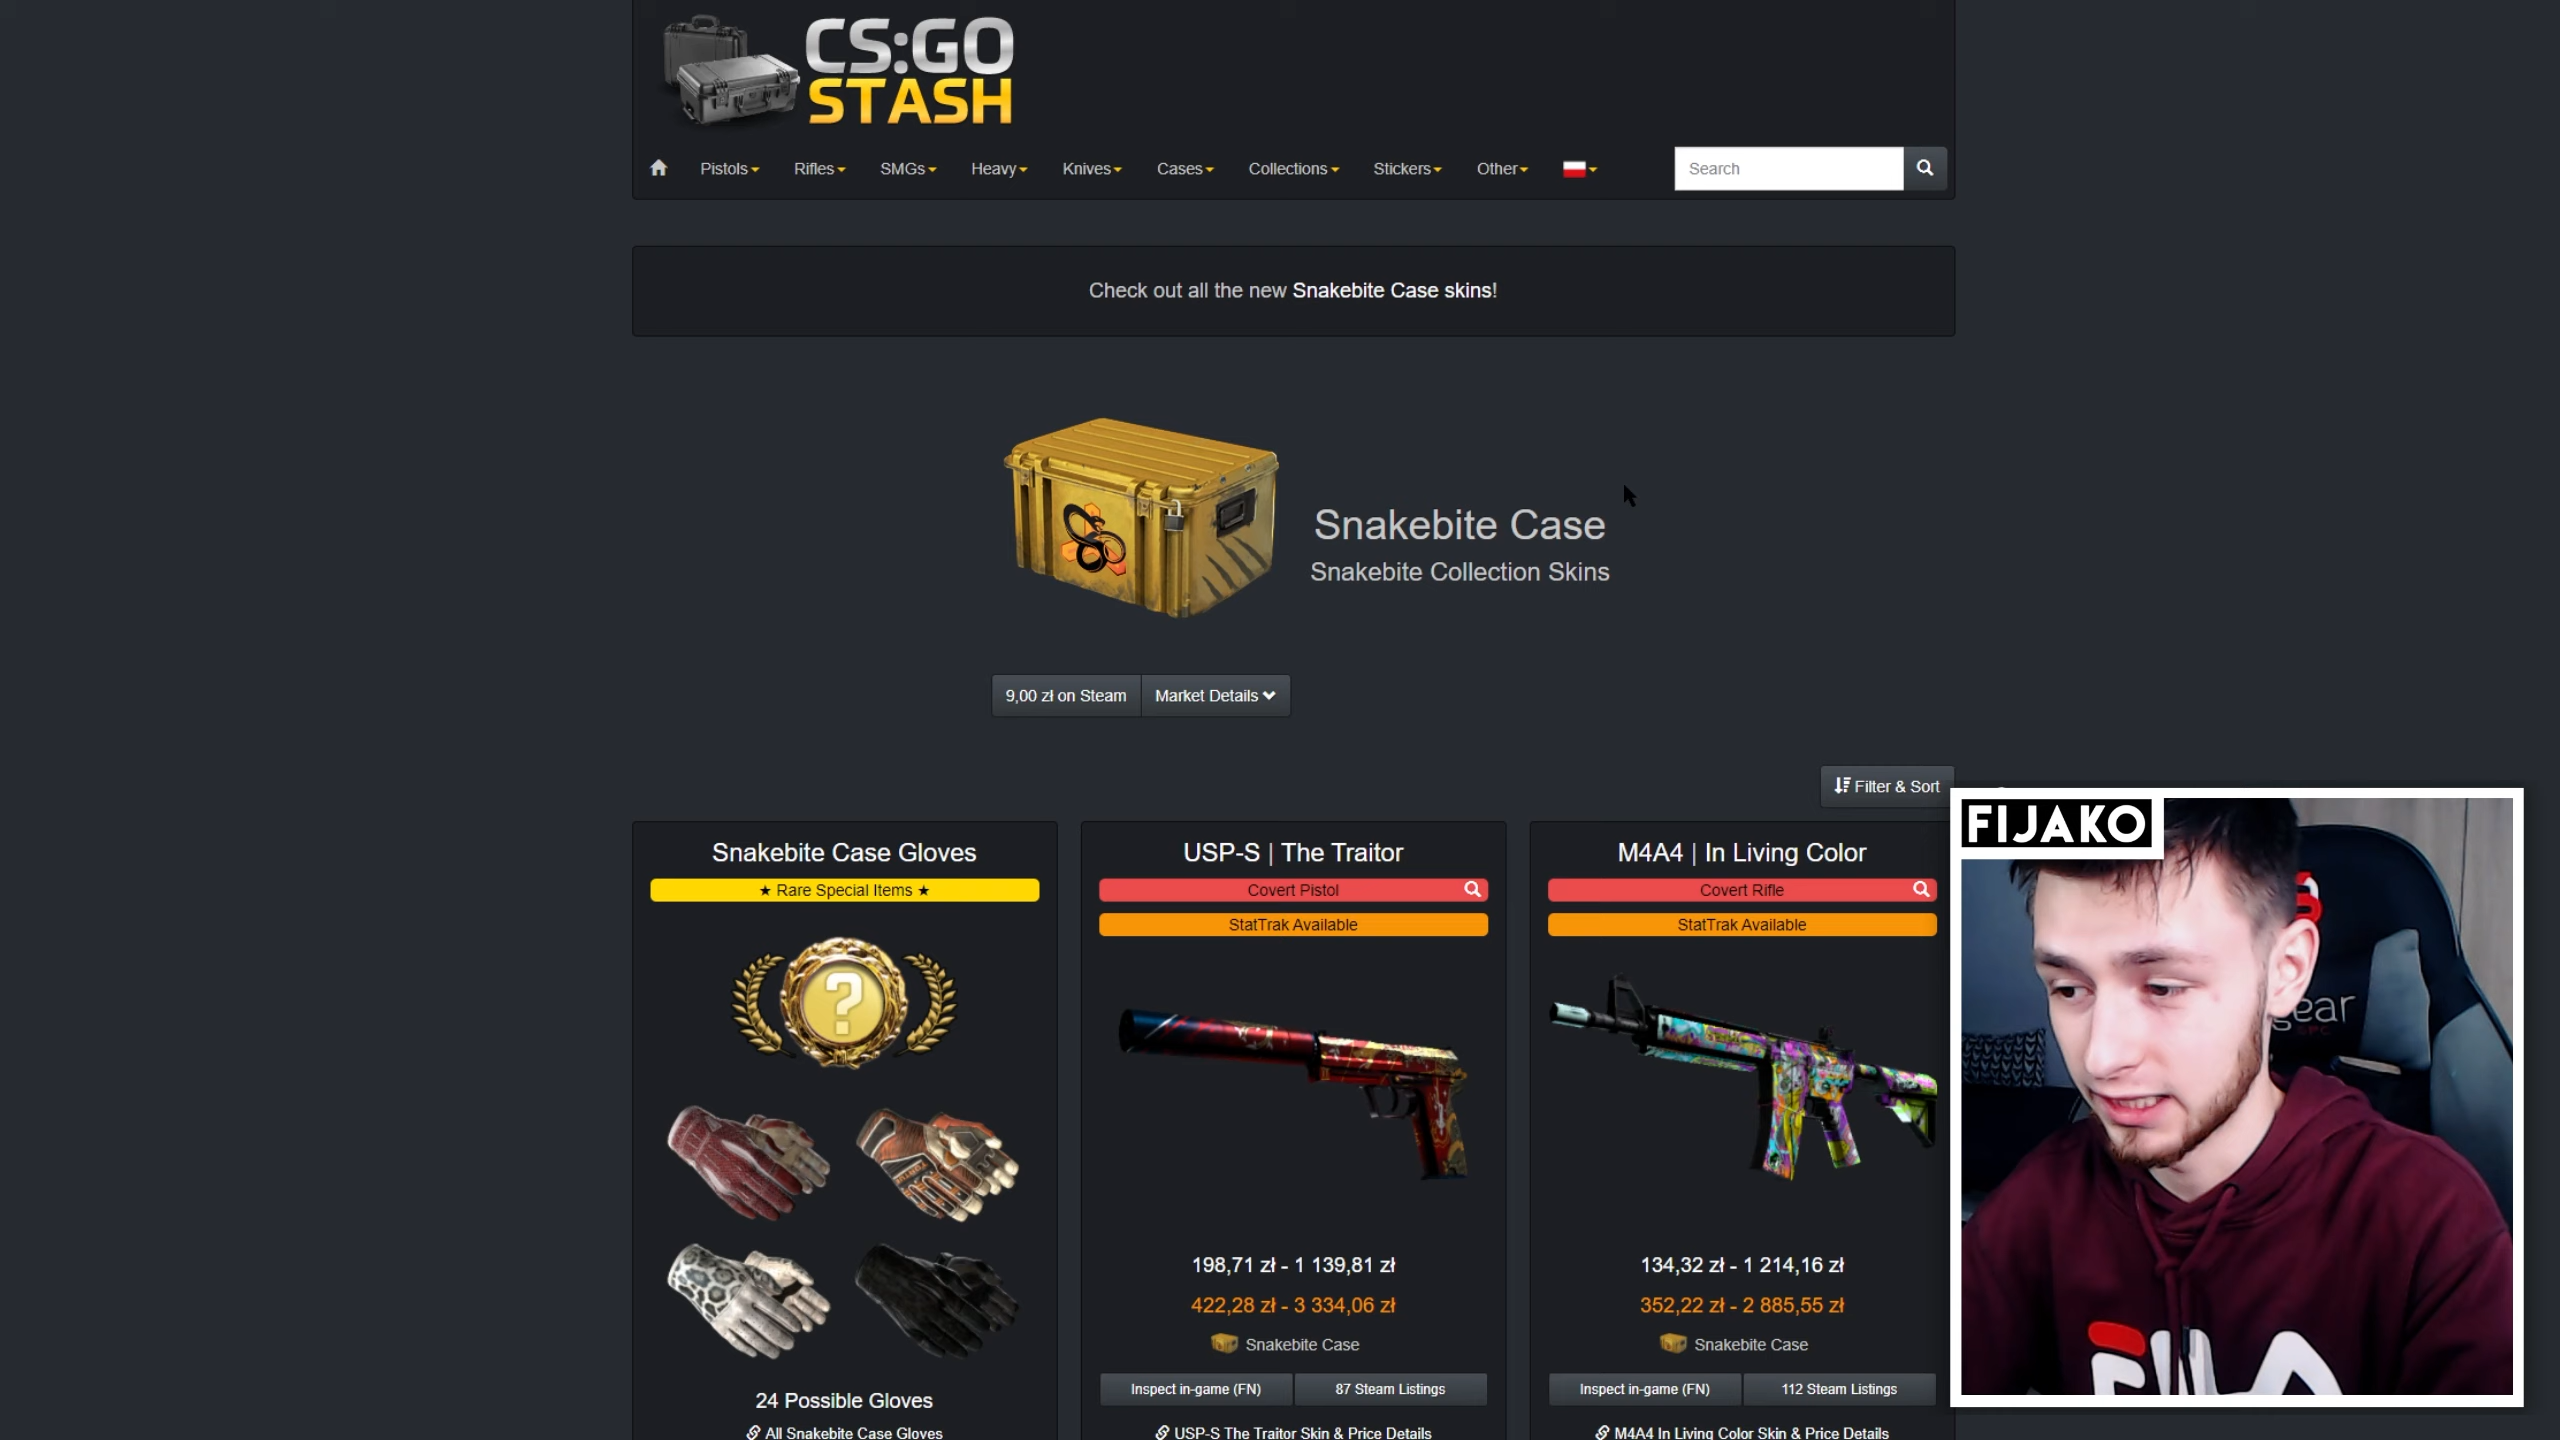 CS:GO
STASH
Pistols Rifles SMGs Heavy Knives Cases Collections Stickers Other Search
Check out all the new Snakebite Case skins!
Snakebite Case
Snakebite Collection Skins
9,00 zł on Steam Market Details
Filter & Sort
Snakebite Case Gloves
★ Rare Special Items ★
?
24 Possible Gloves
All Snakebite Case Gloves
USP-S | The Traitor
Covert Pistol
StatTrak Available
198,71 zł - 1 139,81 zł
422,28 zł - 3 334,06 zł
Snakebite Case
Inspect in-game (FN) 87 Steam Listings
USP-S The Traitor Skin & Price Details
M4A4 | In Living Color
Covert Rifle
StatTrak Available
134,32 zł - 1 214,16 zł
352,22 zł - 2 885,55 zł
Snakebite Case
Inspect in-game (FN) 112 Steam Listings
M4A4 In Living Color Skin & Price Details
FIJAKO
gear
SPC
FILA